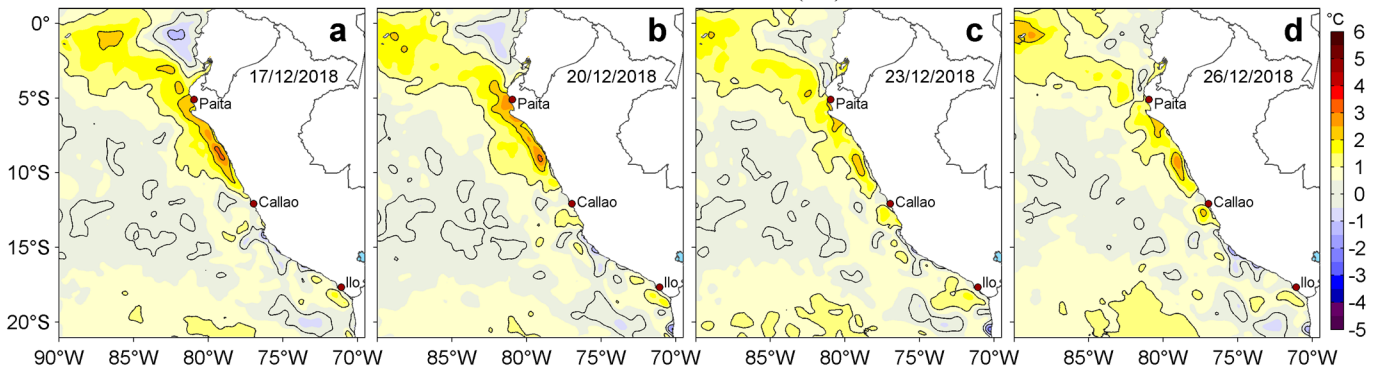 a b c d °C
0° 17/12/2018 20/12/2018 23/12/2018 26/12/2018 6
5°S Paita Paita Paita Paita 5
10°S 4
15°S Callao Callao Callao Callao 3
20°S Ilo Ilo Ilo Ilo 2
1
0
-1
-2
-3
-4
-5
90°W 85°W 80°W 75°W 70°W 85°W 80°W 75°W 70°W 85°W 80°W 75°W 70°W 85°W 80°W 75°W 70°W